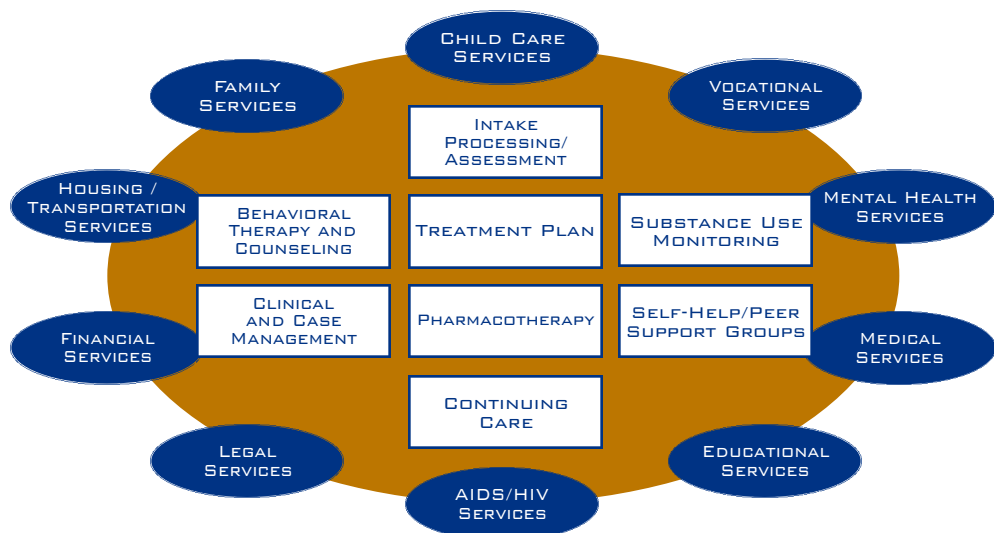 Child Care
Services
Family
Services
Vocational
Services
Intake
Processing/
Assessment
Housing /
Transportation
Services
Mental Health
Services
Behavioral
Therapy and
Counseling
Treatment Plan
Substance Use
Monitoring
Clinical
and Case
Management
Pharmacotherapy
Self-Help/Peer
Support Groups
Financial
Services
Medical
Services
Continuing
Care
Legal
Services
Educational
Services
AIDS/HIV
Services